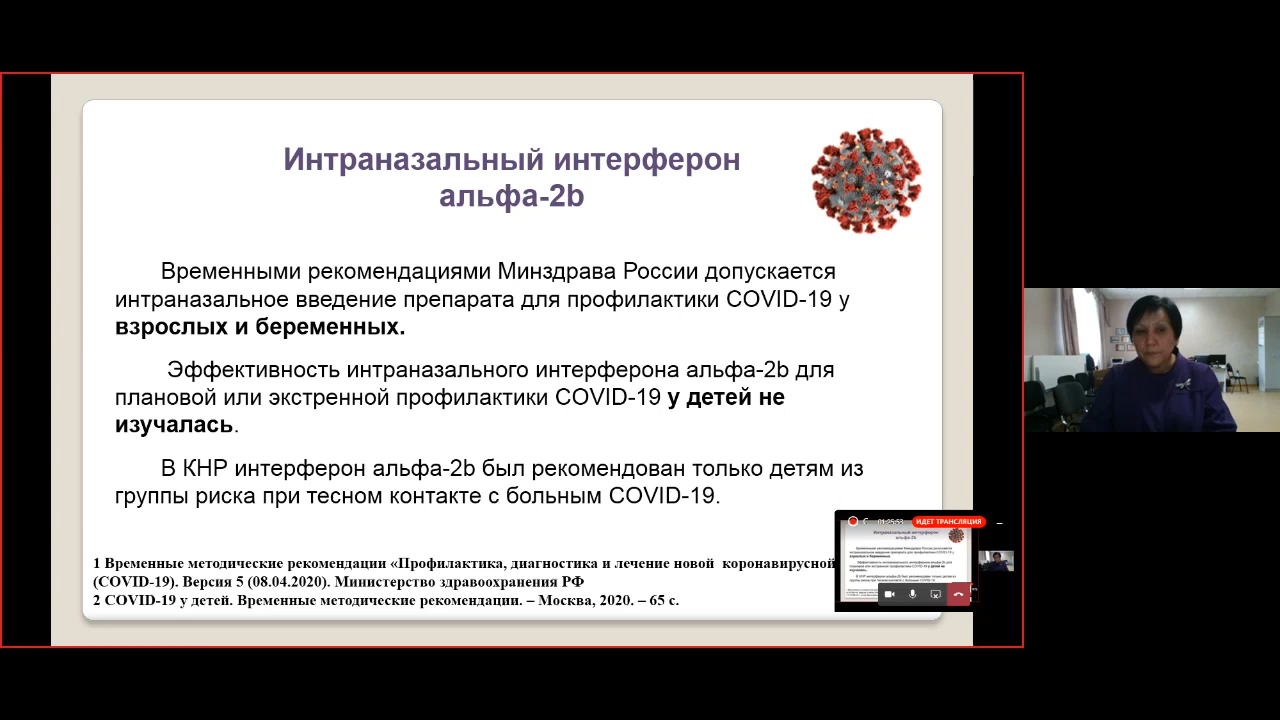 Интраназальный интерферон
альфа-2b
Временными рекомендациями Минздрава России допускается
интраназальное введение препарата для профилактики COVID-19 у
взрослых и беременных.
Эффективность интраназального интерферона альфа-2b для
плановой или экстренной профилактики COVID-19 у детей не
изучалась.
В КНР интерферон альфа-2b был рекомендован только детям из
группы риска при тесном контакте с больным COVID-19.
1 Временные методические рекомендации «Профилактика, диагностика и лечение новой коронавирусной
(COVID-19). Версия 5 (08.04.2020). Министерство здравоохранения РФ
2 COVID-19 у детей. Временные методические рекомендации. – Москва, 2020. – 65 с.
01:25:53 ИДЕТ ТРАНСЛЯЦИЯ
Интраназальный интерферон
альфа-2b